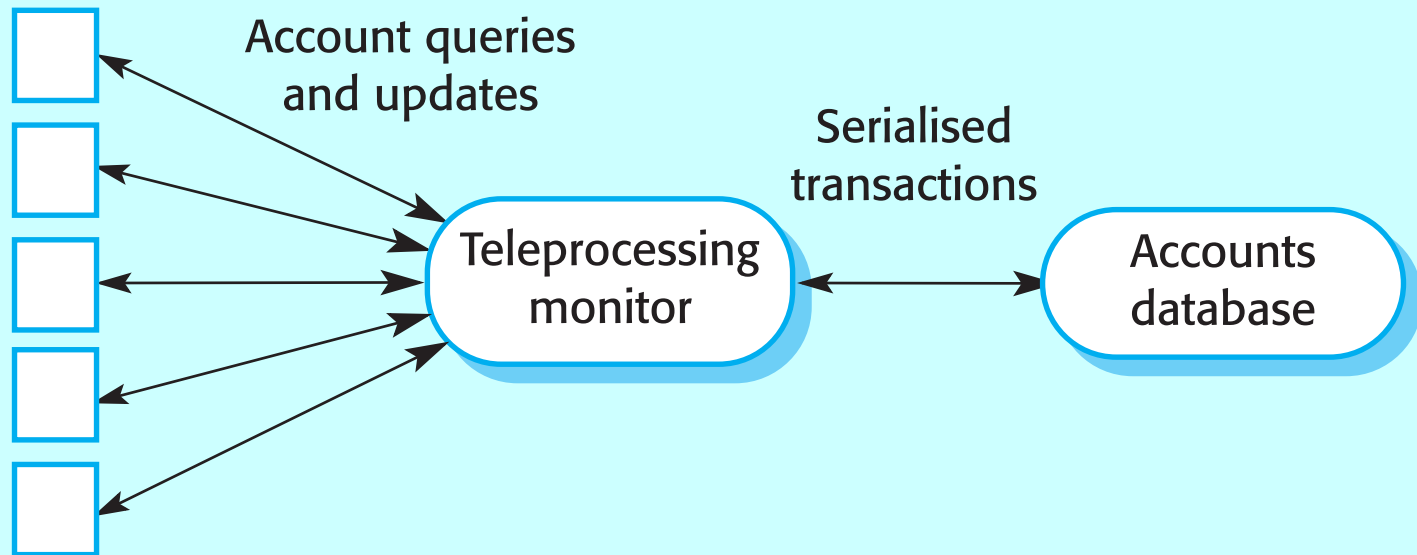 Account queries
and updates
Serialised
transactions
Teleprocessing
monitor
Accounts
database